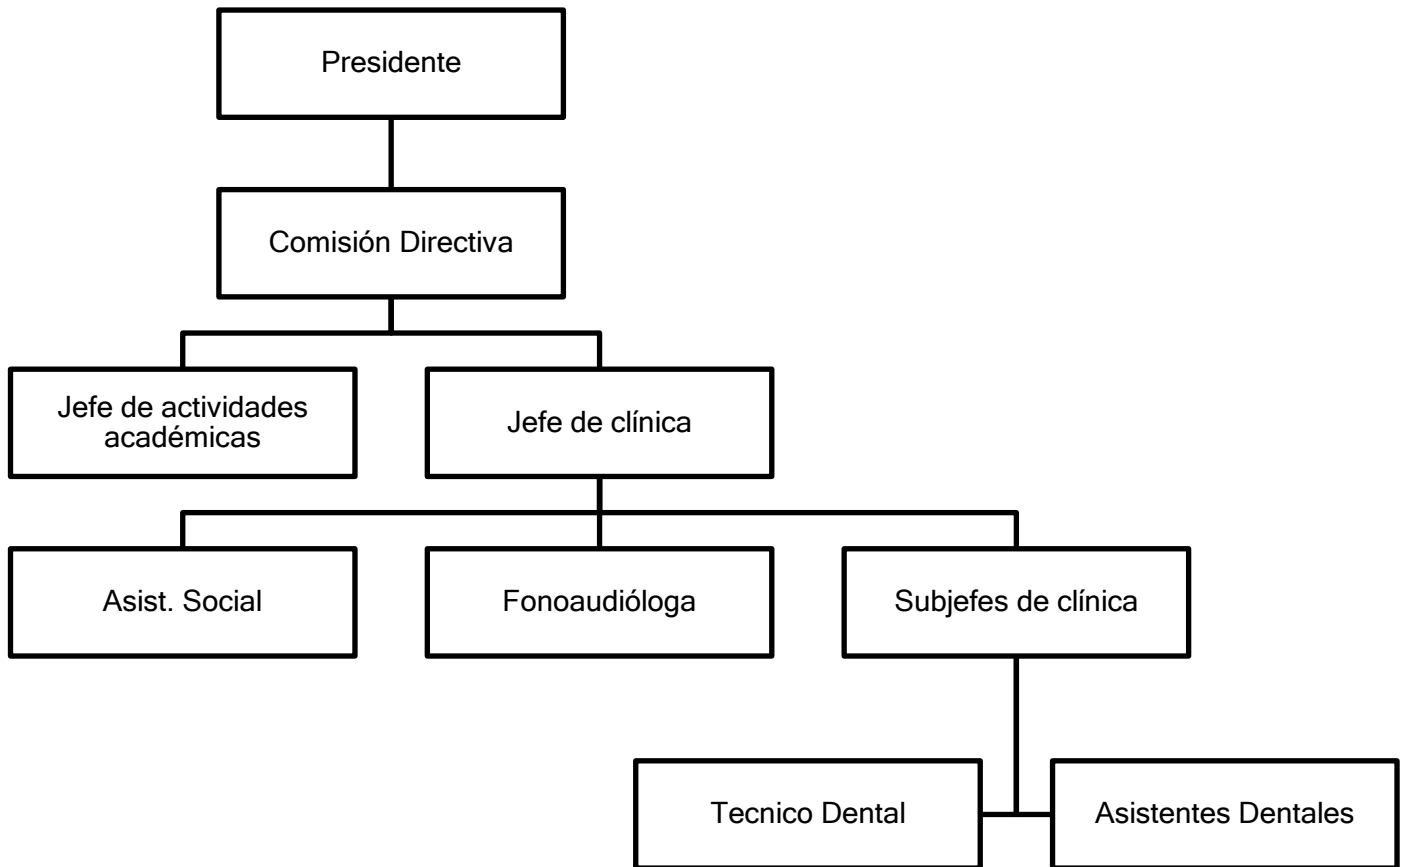 Presidente
Comisión Directiva
Jefe de actividades
académicas
Jefe de clínica
Asist. Social
Fonoaudióloga
Subjefes de clínica
Tecnico Dental
Asistentes Dentales